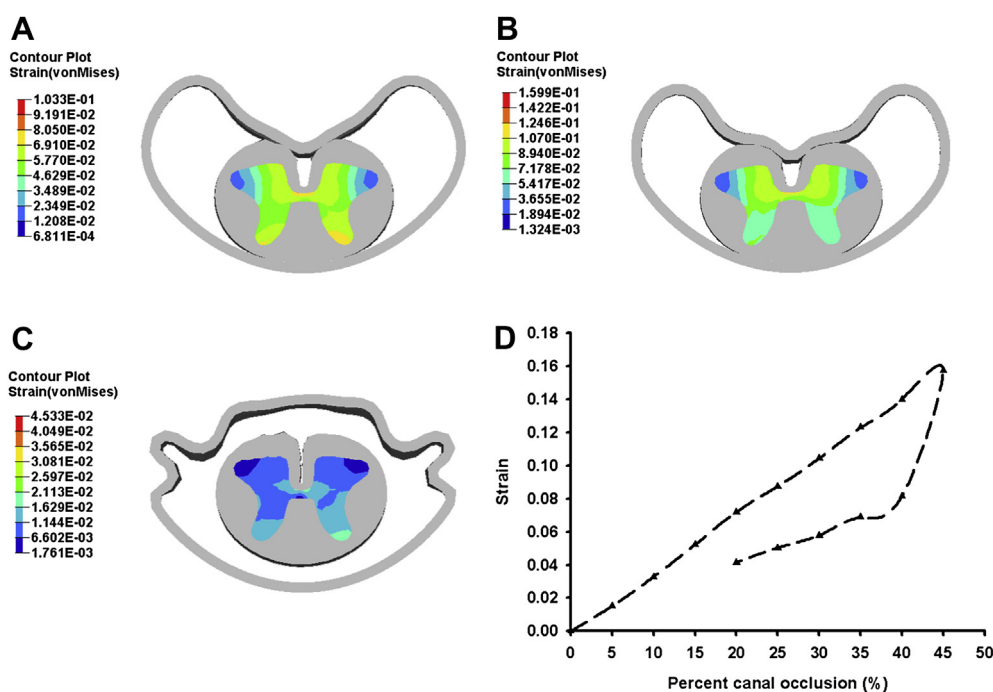 A
Contour Plot
Strain(vonMises)
1.033E-01
9.191E-02
8.050E-02
6.910E-02
5.770E-02
4.629E-02
3.489E-02
2.349E-02
1.208E-02
6.811E-04
B
Contour Plot
Strain(vonMises)
1.599E-01
1.422E-01
1.246E-01
1.070E-01
8.940E-02
7.178E-02
5.417E-02
3.655E-02
1.894E-02
1.324E-03
C
Contour Plot
Strain(vonMises)
4.533E-02
4.049E-02
3.565E-02
3.081E-02
2.597E-02
2.113E-02
1.629E-02
1.144E-02
6.602E-03
1.761E-03
D
Strain
0.18
0.16
0.14
0.12
0.10
0.08
0.06
0.04
0.02
0.00
0 5 10 15 20 25 30 35 40 45 50
Percent canal occlusion (%)